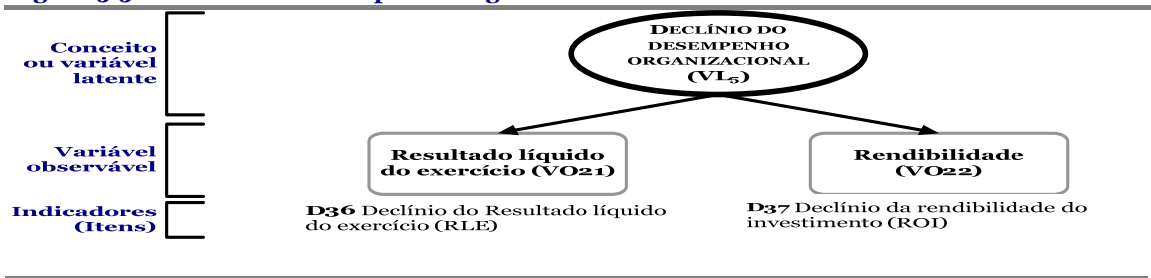 Conceito
ou variável
latente
DECLÍNIO DO
DESEMPENHO
ORGANIZACIONAL
(VL5)
Variável
observável
Resultado líquido
do exercício (VO21)
Rendibilidade
(VO22)
Indicadores
(Itens)
D36 Declínio do Resultado líquido
do exercício (RLE)
D37 Declínio da rendibilidade do
investimento (ROI)